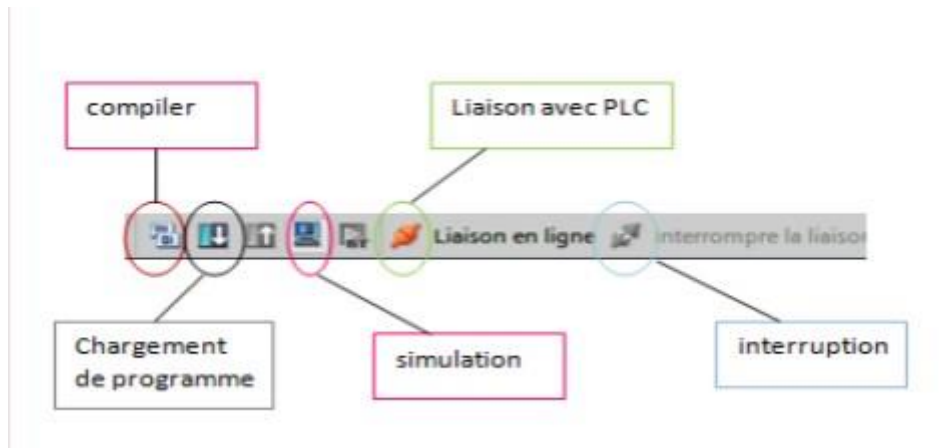 compiler
Liaison avec PLC
Liaison en ligne
interrompre la liaison
Chargement
de programme
simulation
interruption